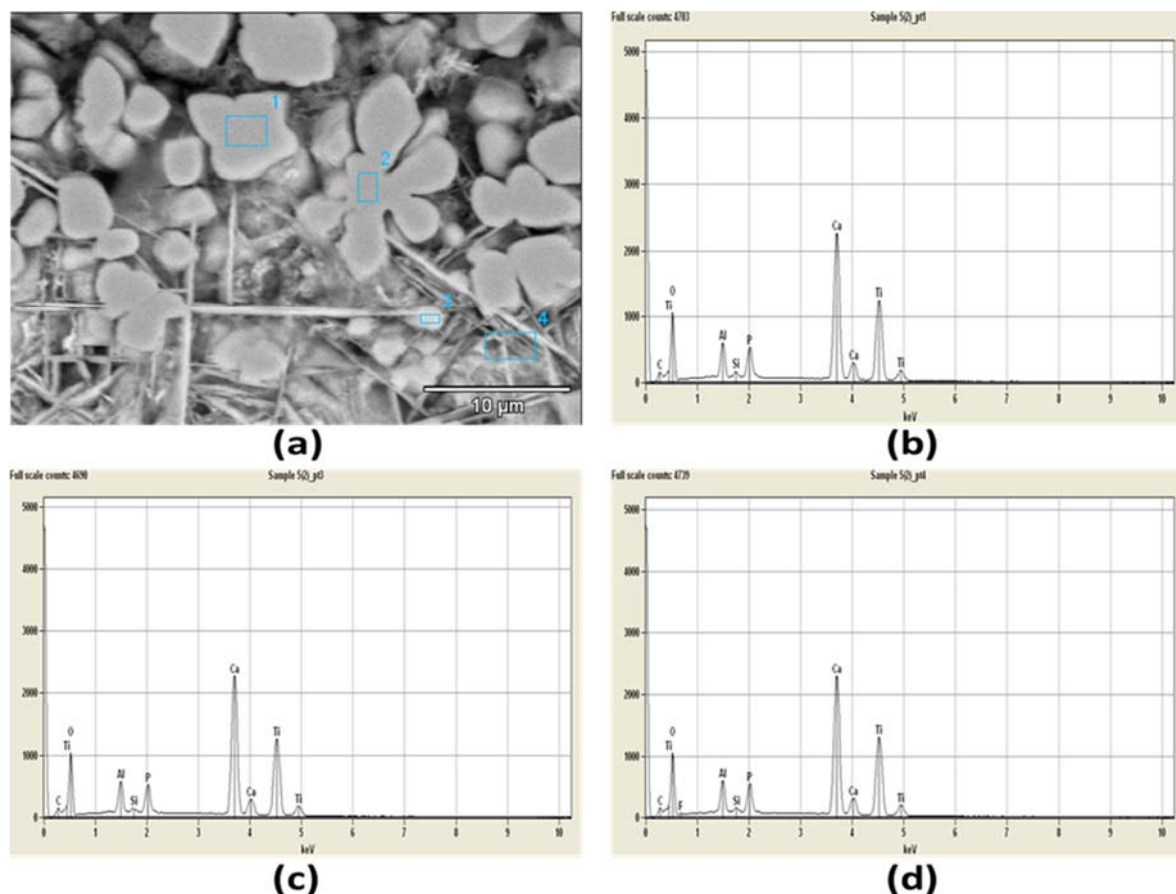 1
2
3
4
10 µm
(a)
Full scale counts: 4703
Sample 5(2)_pt1
5000
4000
3000
2000
1000
0
C
Ti
O
Al
Si
P
Ca
Ca
Ti
Ti
0 1 2 3 4 5 6 7 8 9 10
keV
(b)
Full scale counts: 4690
Sample 5(2)_pt3
5000
4000
3000
2000
1000
0
C
Ti
O
Al
Si
P
Ca
Ca
Ti
Ti
0 1 2 3 4 5 6 7 8 9 10
keV
(c)
Full scale counts: 4739
Sample 5(2)_pt4
5000
4000
3000
2000
1000
0
C
Ti
O
F
Al
Si
P
Ca
Ca
Ti
Ti
0 1 2 3 4 5 6 7 8 9 10
keV
(d)